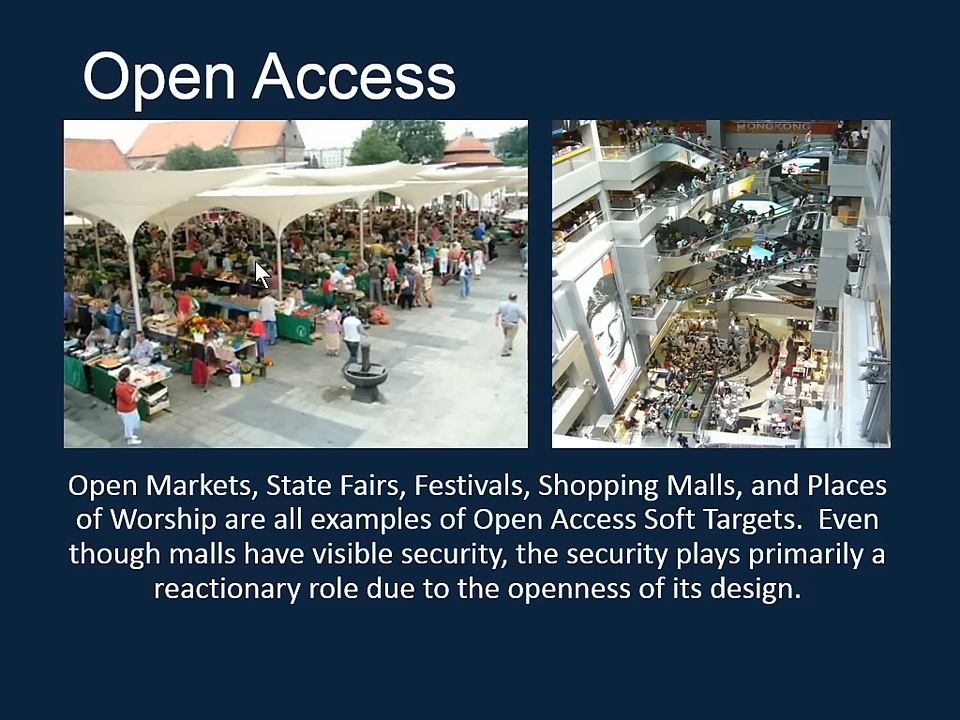 Open Access
HONGKONG
Open Markets, State Fairs, Festivals, Shopping Malls, and Places
of Worship are all examples of Open Access Soft Targets.  Even
though malls have visible security, the security plays primarily a
reactionary role due to the openness of its design.